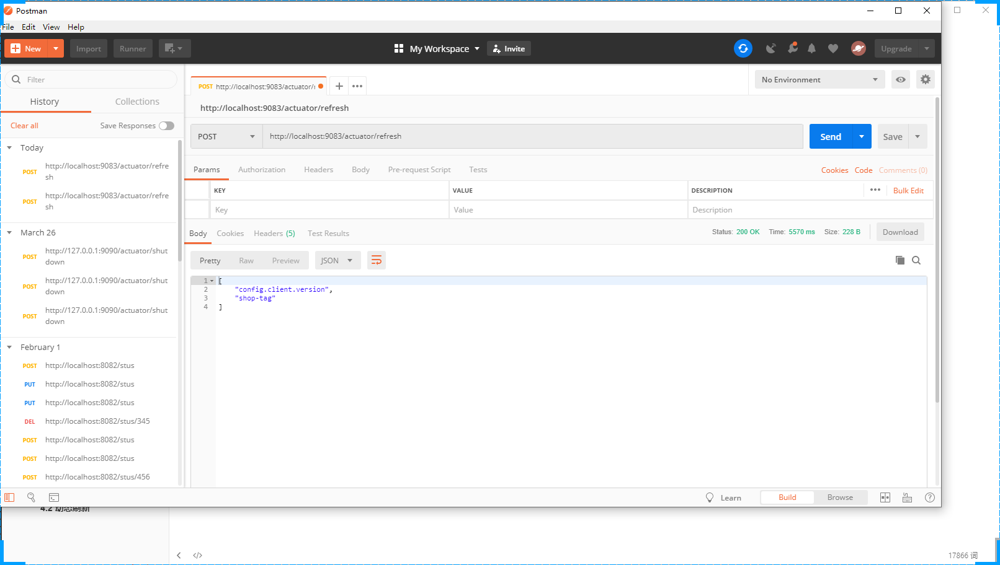 Postman
File Edit View Help
New Import Runner My Workspace Invite Upgrade
Filter
History Collections
Clear all Save Responses
Today
POST http://localhost:9083/actuator/refre
sh
POST http://localhost:9083/actuator/refre
sh
March 26
POST http://127.0.0.1:9090/actuator/shut
down
POST http://127.0.0.1:9090/actuator/shut
down
POST http://127.0.0.1:9090/actuator/shut
down
February 1
POST http://localhost:8082/stus
PUT http://localhost:8082/stus
PUT http://localhost:8082/stus
DEL http://localhost:8082/stus/345
POST http://localhost:8082/stus
POST http://localhost:8082/stus
POST http://localhost:8082/stus/456
POST http://localhost:9083/actuator/r
No Environment
http://localhost:9083/actuator/refresh
POST http://localhost:9083/actuator/refresh Send Save
Params Authorization Headers Body Pre-request Script Tests Cookies Code Comments (0)
KEY VALUE DESCRIPTION Bulk Edit
Key Value Description
Body Cookies Headers (5) Test Results Status: 200 OK Time: 5570 ms Size: 228 B Download
Pretty Raw Preview JSON
1 [
2 "config.client.version",
3 "shop-tag"
4 ]
Learn Build Browse
4.2 动态刷新
17866 词